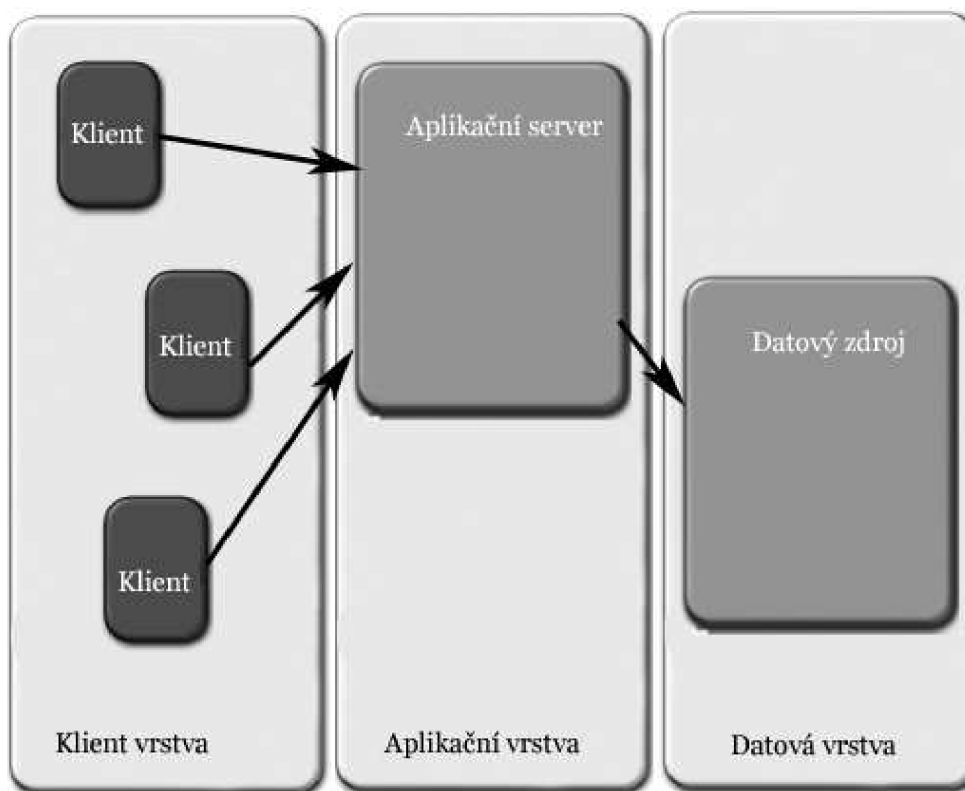 Klient
Klient
Klient
Klient vrstva
Aplikační server
Aplikační vrstva
Datový zdroj
Datová vrstva